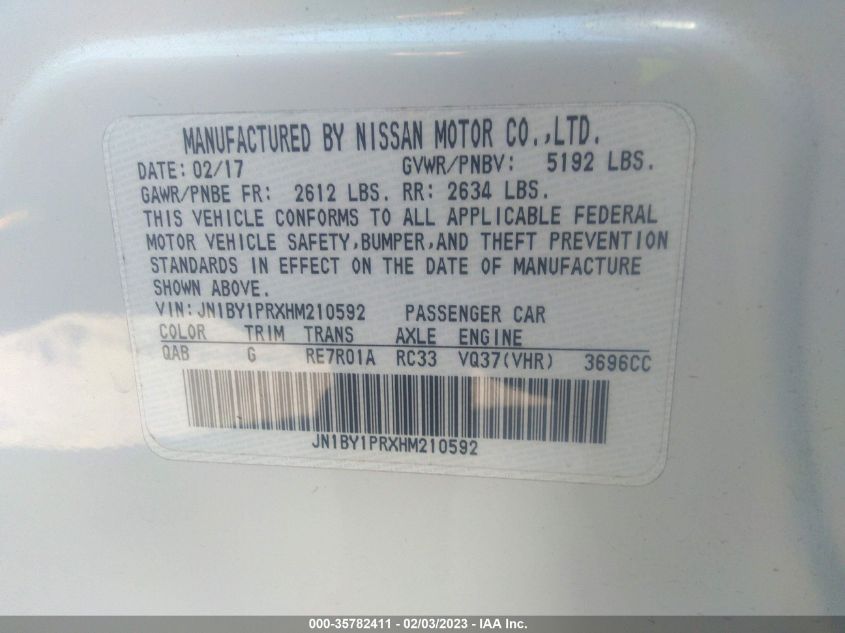 MANUFACTURED BY NISSAN MOTOR CO.,LTD.
DATE: 02/17 GVWR/PNBV: 5192 LBS.
GAWR/PNBE FR: 2612 LBS. RR: 2634 LBS.
THIS VEHICLE CONFORMS TO ALL APPLICABLE FEDERAL
MOTOR VEHICLE SAFETY,BUMPER,AND THEFT PREVENTION
STANDARDS IN EFFECT ON THE DATE OF MANUFACTURE
SHOWN ABOVE.
VIN:JN1BY1PRXHM210592 PASSENGER CAR
COLOR TRIM TRANS AXLE ENGINE
QAB G RE7R01A RC33 VQ37(VHR) 3696CC
JN1BY1PRXHM210592
000-35782411 - 02/03/2023 - IAA Inc.